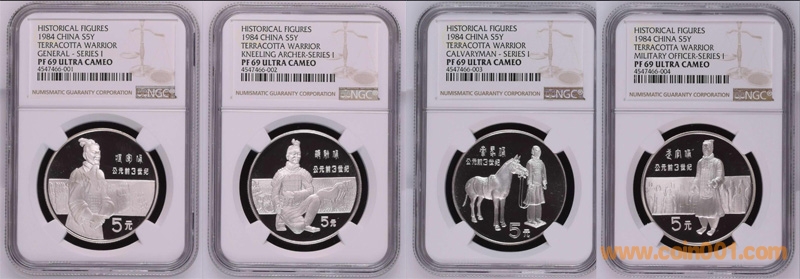 HISTORICAL FIGURES
1984 CHINA S5Y
TERRACOTTA WARRIOR
GENERAL - SERIES I
PF 69 ULTRA CAMEO
4547466-001
NUMISMATIC GUARANTY CORPORATION NGC
公元前3世纪
5元
HISTORICAL FIGURES
1984 CHINA S5Y
TERRACOTTA WARRIOR
KNEELING ARCHER-SERIES I
PF 69 ULTRA CAMEO
4547466-002
NUMISMATIC GUARANTY CORPORATION NGC
公元前3世纪
5元
HISTORICAL FIGURES
1984 CHINA S5Y
TERRACOTTA WARRIOR
CALVARYMAN - SERIES I
PF 69 ULTRA CAMEO
4547466-003
NUMISMATIC GUARANTY CORPORATION NGC
公元前3世纪
5元
HISTORICAL FIGURES
1984 CHINA S5Y
TERRACOTTA WARRIOR
MILITARY OFFICER-SERIES I
PF 69 ULTRA CAMEO
4547466-004
NUMISMATIC GUARANTY CORPORATION NGC
公元前3世纪
5元
www.coin001.com